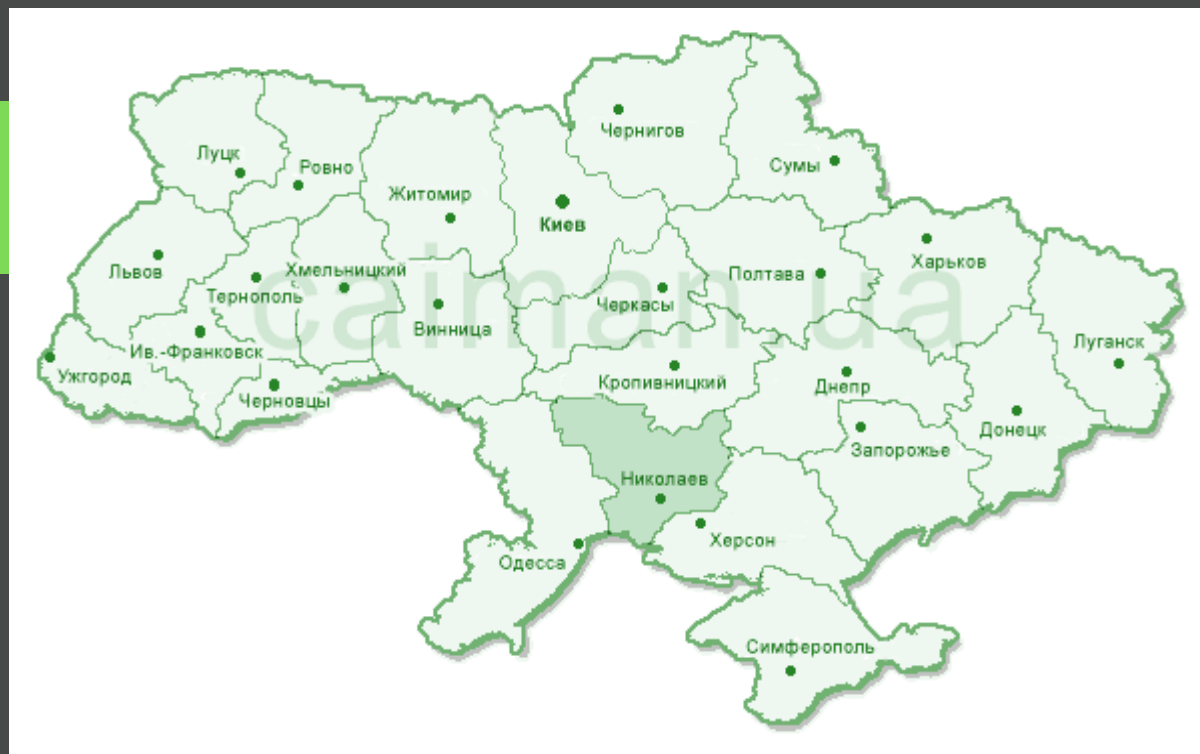 Чернигов
Луцк
Ровно
Сумы
Житомир
Киев
Харьков
Львов
Хмельницкий
Полтава
Тернополь
Черкасы
Винница
Луганск
Ив.-Франковск
Ужгород
Кропивницкий
Днепр
Черновцы
Донецк
Запорожье
Николаев
Херсон
Одесса
Симферополь
caiman.ua